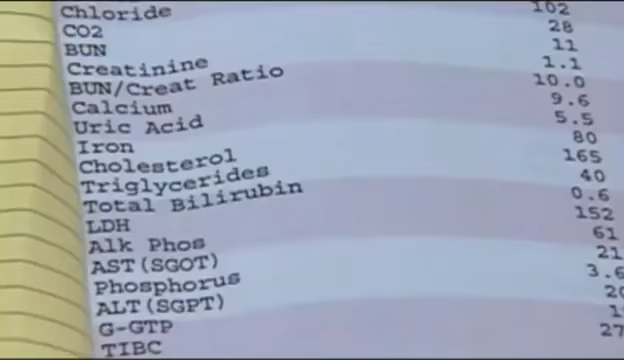 Chloride 102
CO2 28
BUN 11
Creatinine 1.1
BUN/Creat Ratio 10.0
Calcium 9.6
Uric Acid 5.5
Iron 80
Cholesterol 165
Triglycerides 40
Total Bilirubin 0.6
LDH 152
Alk Phos 61
AST(SGOT) 21
Phosphorus 3.6
ALT(SGPT)
G-GTP
TIBC 27